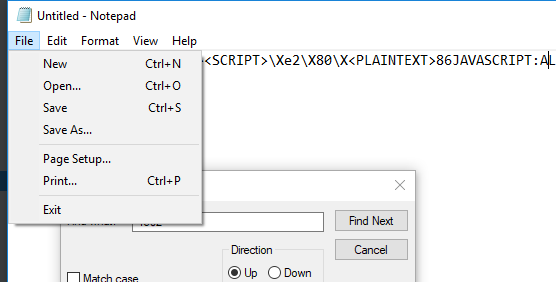 Untitled - Notepad
File Edit Format View Help
New Ctrl+N
<SCRIPT>\Xe2\X80\X<PLAINTEXT>86JAVASCRIPT:AL
Open... Ctrl+O
Save Ctrl+S
Save As...
Page Setup...
Print... Ctrl+P
Exit
Find Next
Cancel
Direction
Up Down
Match case